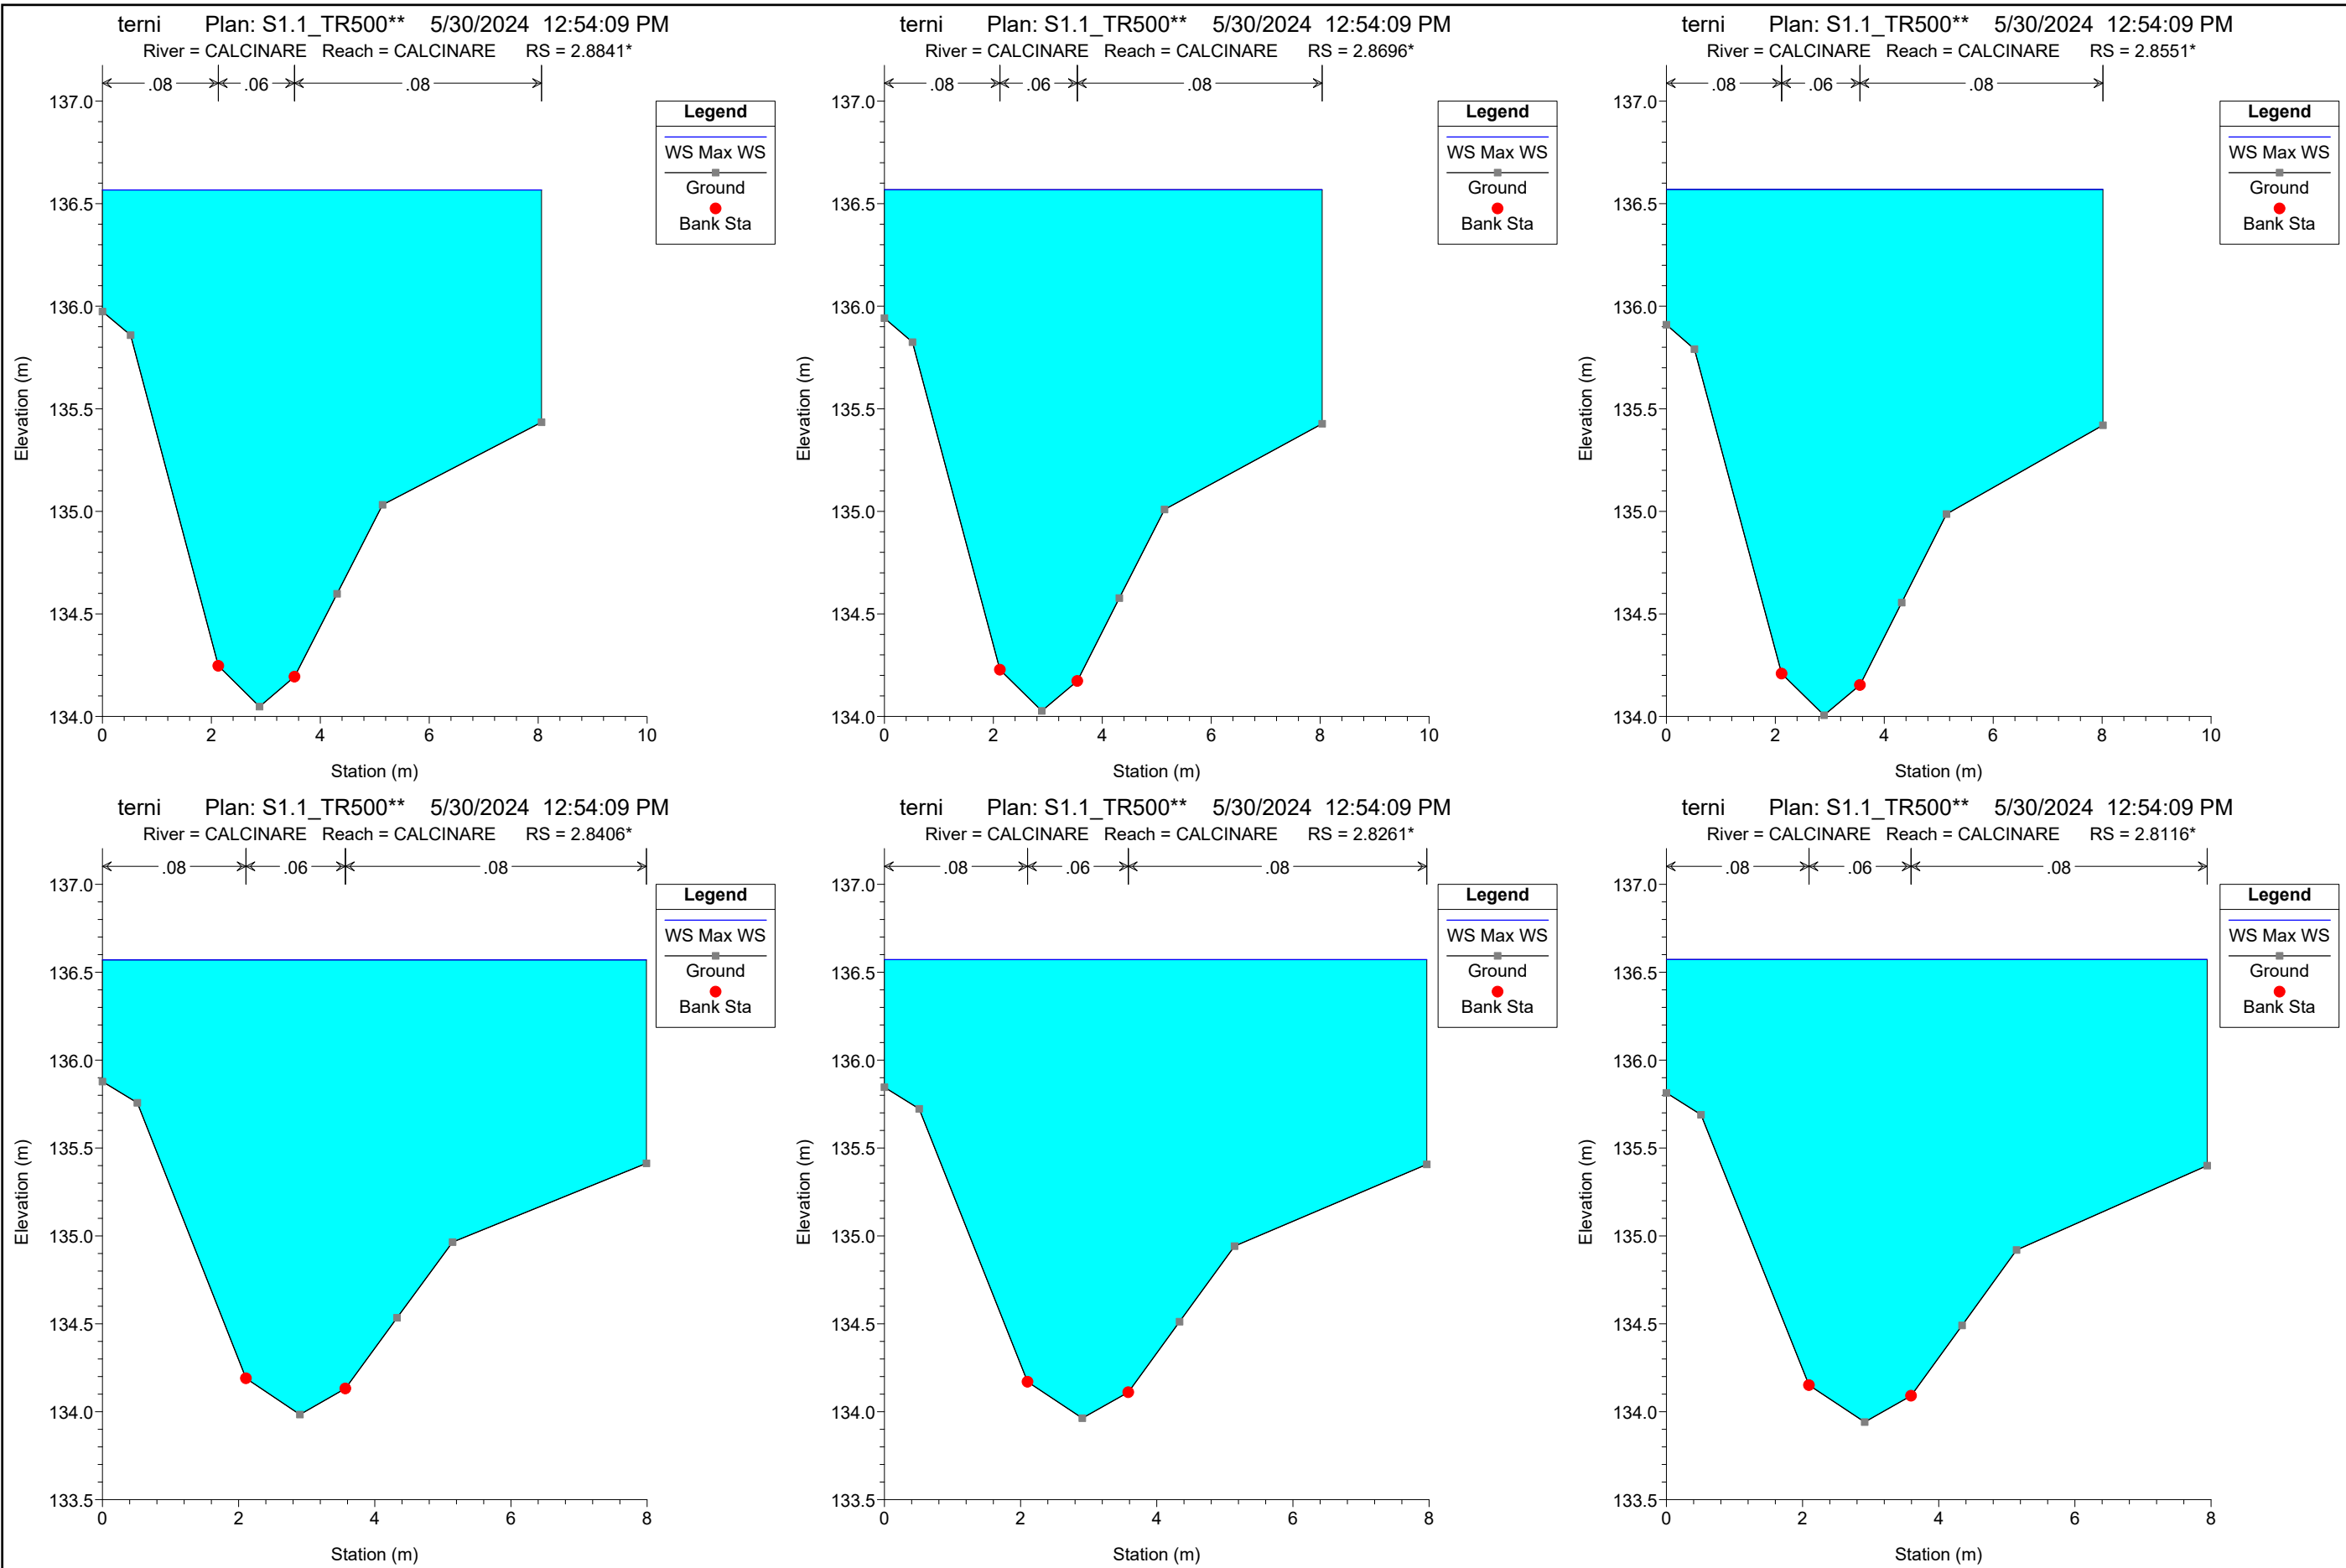 terni Plan: S1.1_TR500** 5/30/2024 12:54:09 PM
River = CALCINARE Reach = CALCINARE RS = 2.8841*
.08 .06 .08
Legend
WS Max WS
Ground
Bank Sta
137.0
136.5
136.0
135.5
135.0
134.5
134.0
0 2 4 6 8 10
Elevation (m)
Station (m)
terni Plan: S1.1_TR500** 5/30/2024 12:54:09 PM
River = CALCINARE Reach = CALCINARE RS = 2.8696*
.08 .06 .08
Legend
WS Max WS
Ground
Bank Sta
137.0
136.5
136.0
135.5
135.0
134.5
134.0
0 2 4 6 8 10
Elevation (m)
Station (m)
terni Plan: S1.1_TR500** 5/30/2024 12:54:09 PM
River = CALCINARE Reach = CALCINARE RS = 2.8551*
.08 .06 .08
Legend
WS Max WS
Ground
Bank Sta
137.0
136.5
136.0
135.5
135.0
134.5
134.0
0 2 4 6 8 10
Elevation (m)
Station (m)
terni Plan: S1.1_TR500** 5/30/2024 12:54:09 PM
River = CALCINARE Reach = CALCINARE RS = 2.8406*
.08 .06 .08
Legend
WS Max WS
Ground
Bank Sta
137.0
136.5
136.0
135.5
135.0
134.5
134.0
133.5
0 2 4 6 8
Elevation (m)
Station (m)
terni Plan: S1.1_TR500** 5/30/2024 12:54:09 PM
River = CALCINARE Reach = CALCINARE RS = 2.8261*
.08 .06 .08
Legend
WS Max WS
Ground
Bank Sta
137.0
136.5
136.0
135.5
135.0
134.5
134.0
133.5
0 2 4 6 8
Elevation (m)
Station (m)
terni Plan: S1.1_TR500** 5/30/2024 12:54:09 PM
River = CALCINARE Reach = CALCINARE RS = 2.8116*
.08 .06 .08
Legend
WS Max WS
Ground
Bank Sta
137.0
136.5
136.0
135.5
135.0
134.5
134.0
133.5
0 2 4 6 8
Elevation (m)
Station (m)